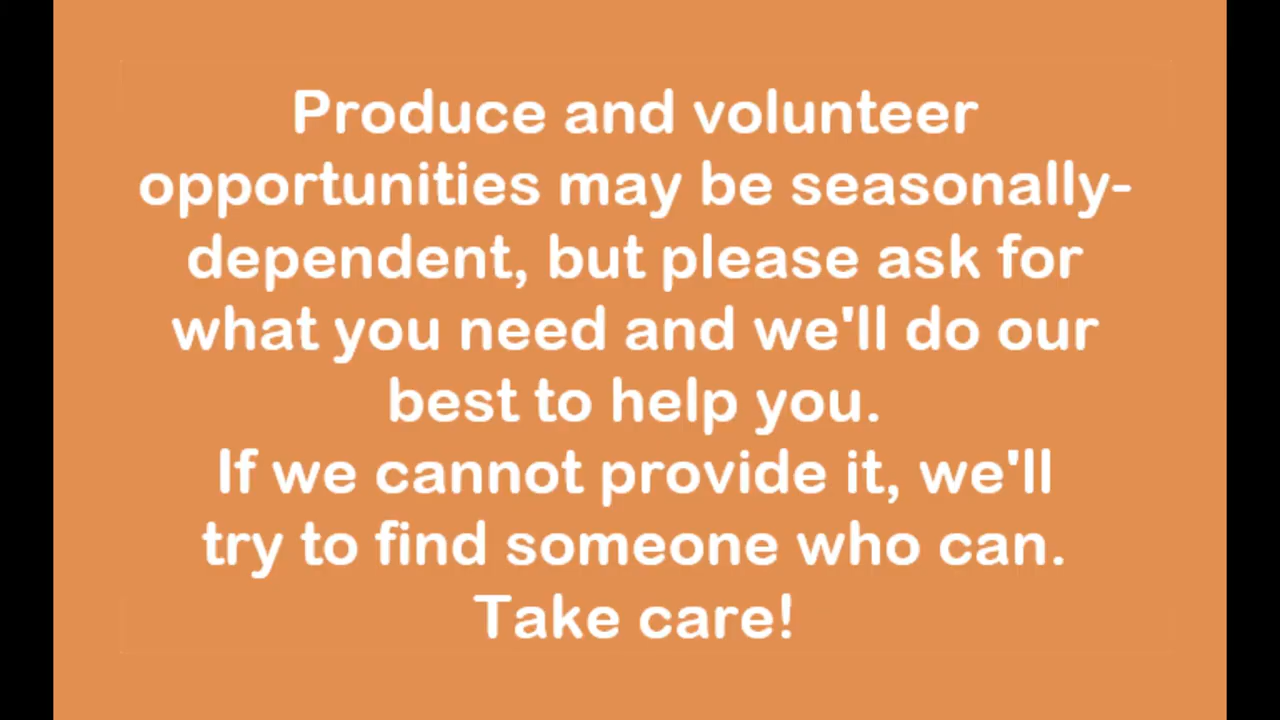 Produce and volunteer
opportunities may be seasonally-
dependent, but please ask for
what you need and we'll do our
best to help you.
If we cannot provide it, we'll
try to find someone who can.
Take care!